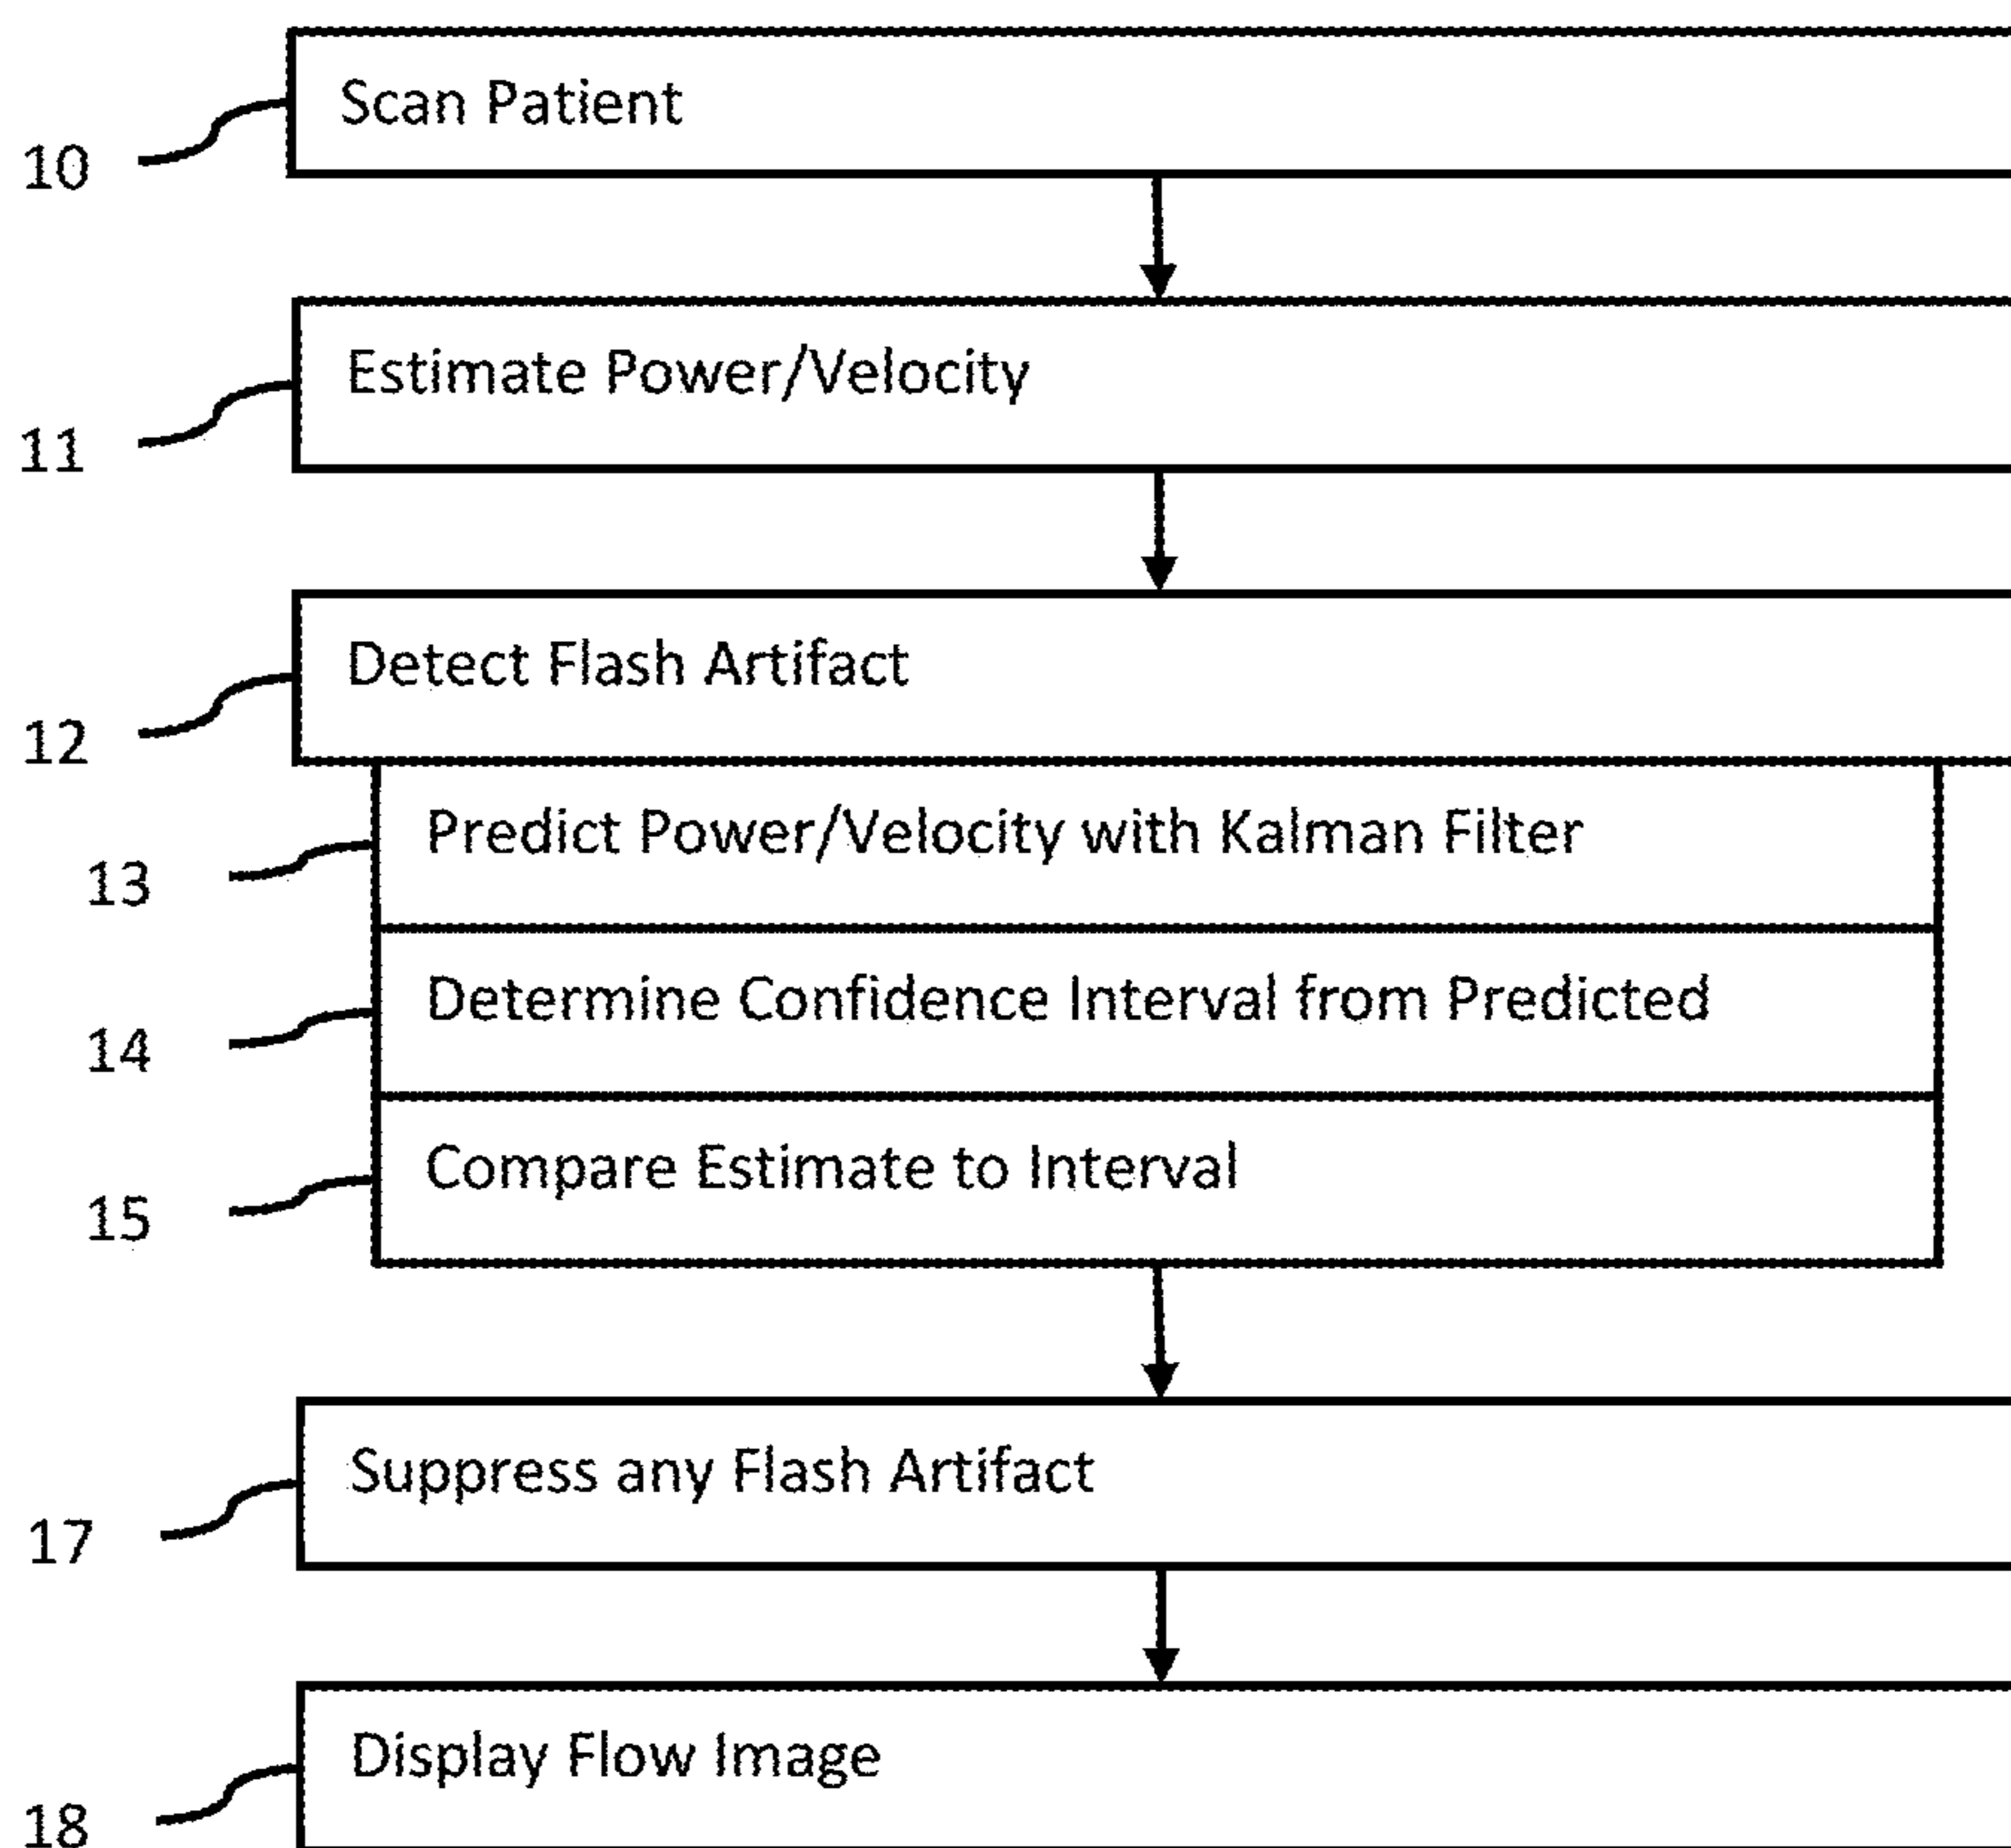 Scan Patient
10
Estimate Power/Velocity
11
Detect Flash Artifact
12
Predict Power/Velocity with Kalman Filter
13
Determine Confidence Interval from Predicted
14
Compare Estimate to Interval
15
Suppress any Flash Artifact
17
Display Flow Image
18